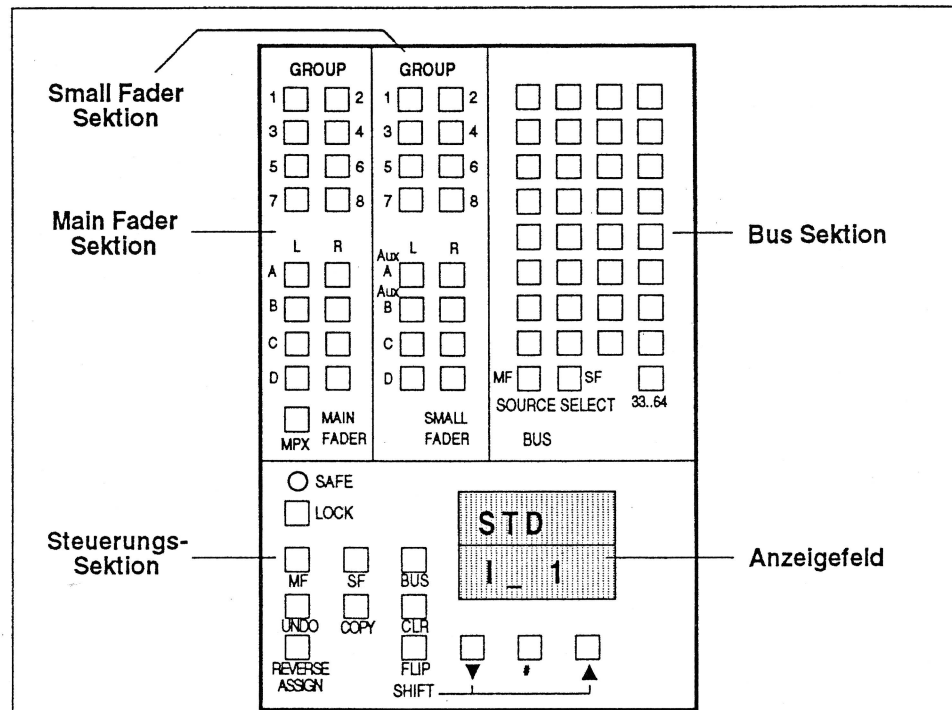 Small Fader
Sektion
Main Fader
Sektion
Steuerungs-
Sektion
GROUP
1 2
3 4
5 6
7 8
L R
A
B
C
D
MPX
MAIN
FADER
GROUP
1 2
3 4
5 6
7 8
L R
Aux
A
Aux
B
C
D
SMALL
FADER
MF SF
SOURCE SELECT 33..64
BUS
SAFE
LOCK
MF SF BUS
UNDO COPY CLR
REVERSE
ASSIGN
FLIP ▼ # ▲
SHIFT
STD
I_ 1
Bus Sektion
Anzeigefeld